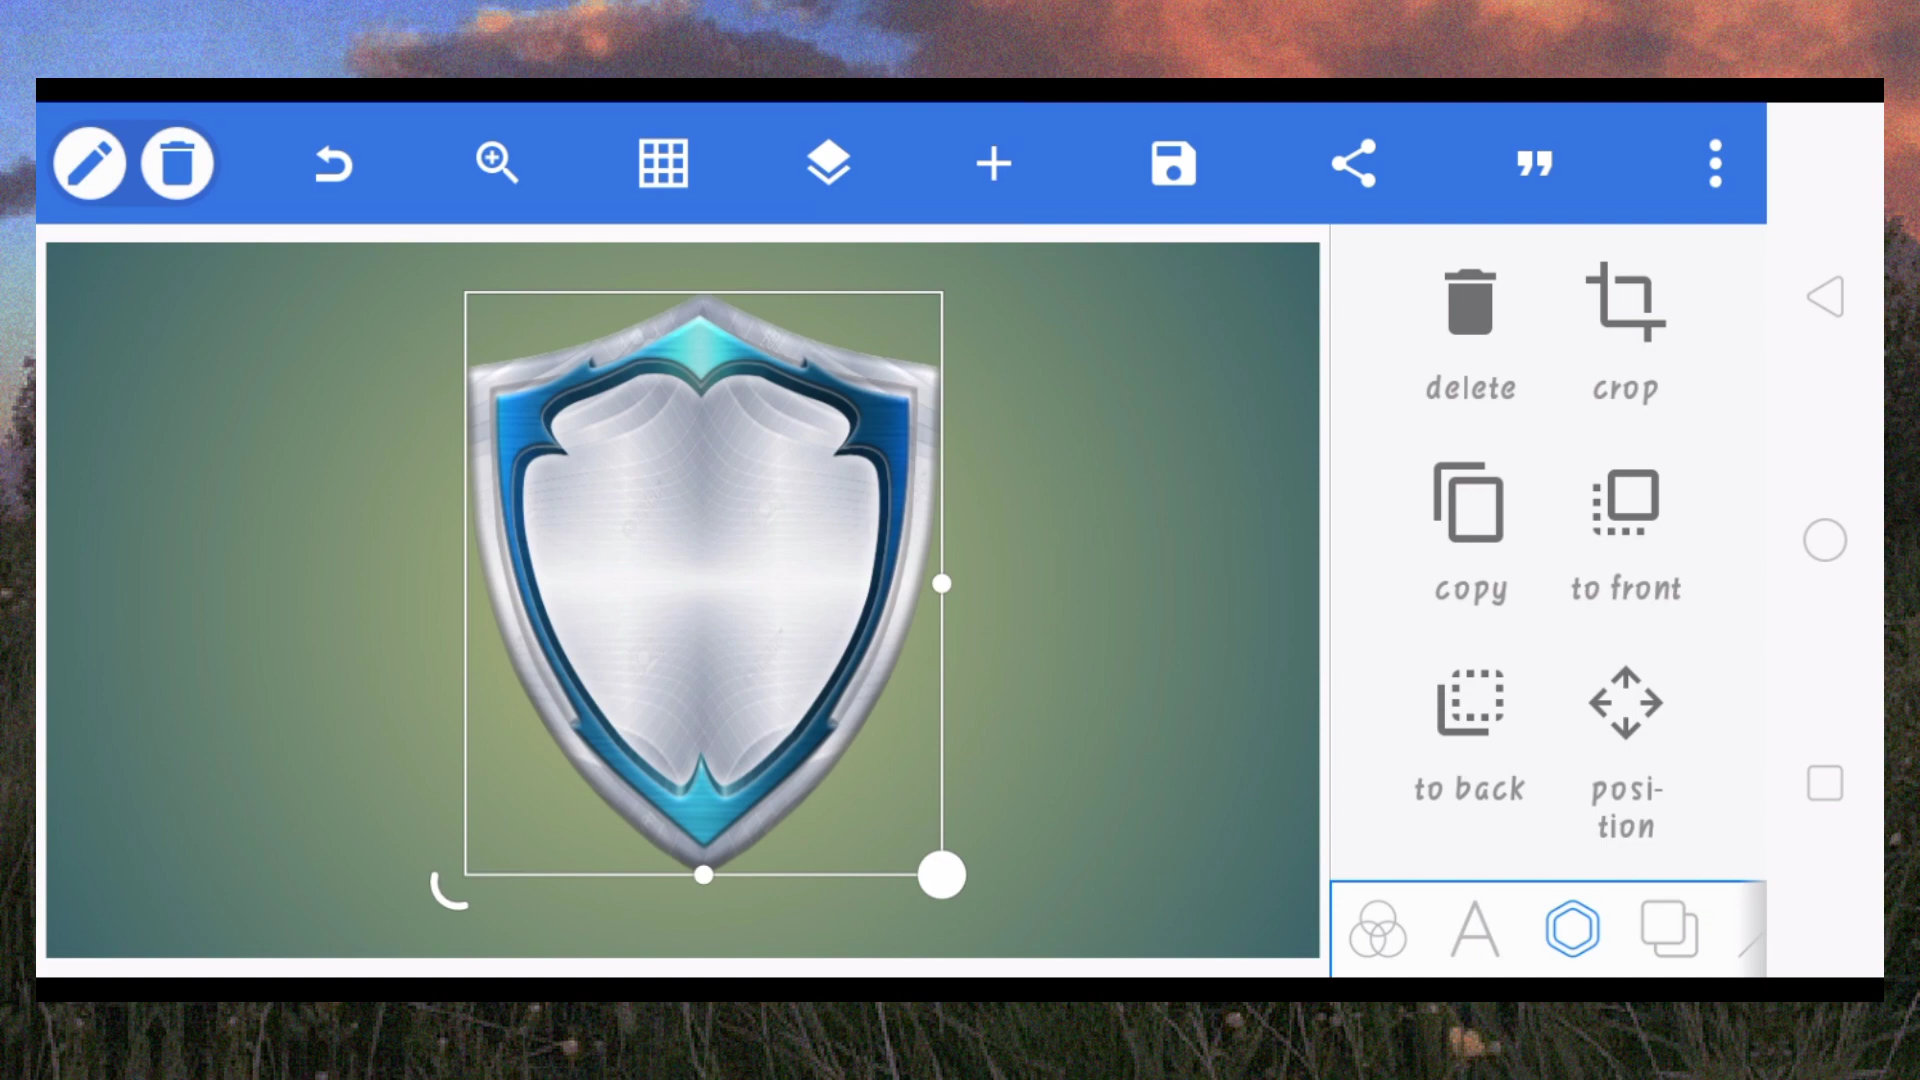 delete
crop
copy
to front
to back
posi-
tion